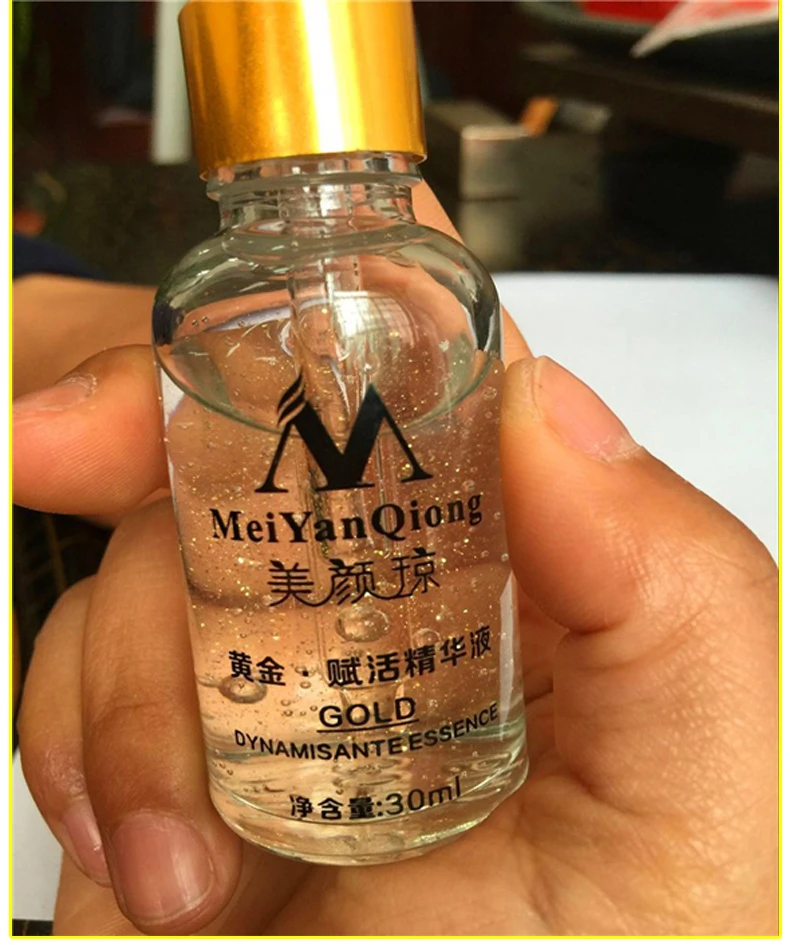 MeiYanQiong
美颜琼
黄金·赋活精华液
GOLD
DYNAMISANTE ESSENCE
净含量:30ml